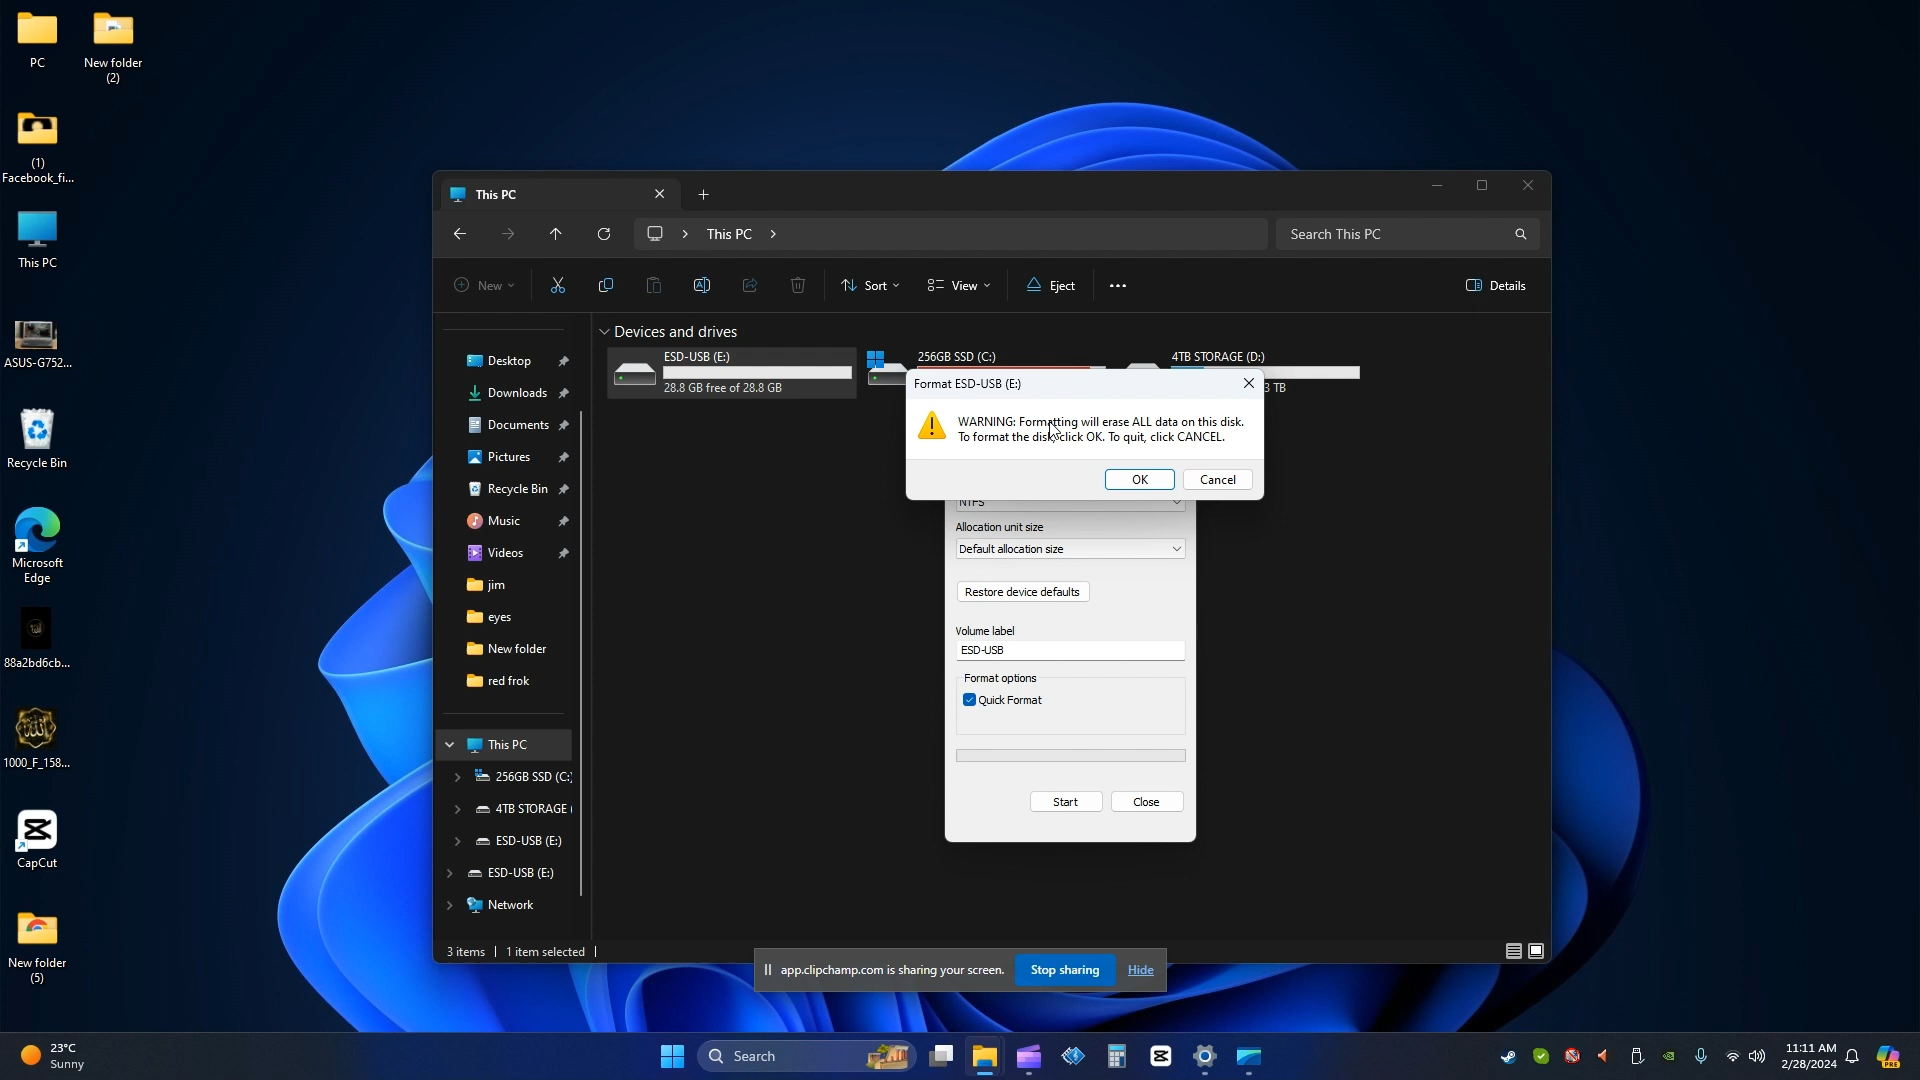 PC
New folder
(2)
(1)
Facebook_fi...
This PC
ASUS-G752...
Recycle Bin
Microsoft
Edge
88a2bd6cb...
1000_F_158...
CapCut
New folder
(5)
This PC
This PC
Search This PC
New
Sort
View
Eject
Details
Desktop
Downloads
Documents
Pictures
Recycle Bin
Music
Videos
jim
eyes
New folder
red frok
This PC
256GB SSD (C:)
4TB STORAGE (
ESD-USB (E:)
ESD-USB (E:)
Network
Devices and drives
ESD-USB (E:)
28.8 GB free of 28.8 GB
256GB SSD (C:)
4TB STORAGE (D:)
3 TB
Format ESD-USB (E:)
WARNING: Formatting will erase ALL data on this disk.
To format the disk, click OK. To quit, click CANCEL.
OK
Cancel
NTFS
Allocation unit size
Default allocation size
Restore device defaults
Volume label
ESD-USB
Format options
Quick Format
Start
Close
3 items
1 item selected
app.clipchamp.com is sharing your screen.
Stop sharing
Hide
23°C
Sunny
Search
11:11 AM
2/28/2024
PRE